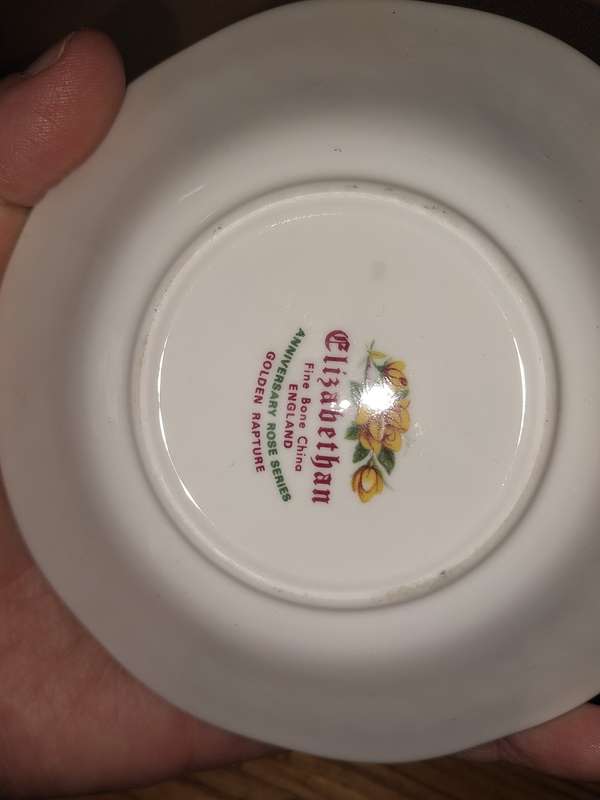 Elizabethan
Fine Bone China
ENGLAND
ANNIVERSARY ROSE SERIES
GOLDEN RAPTURE